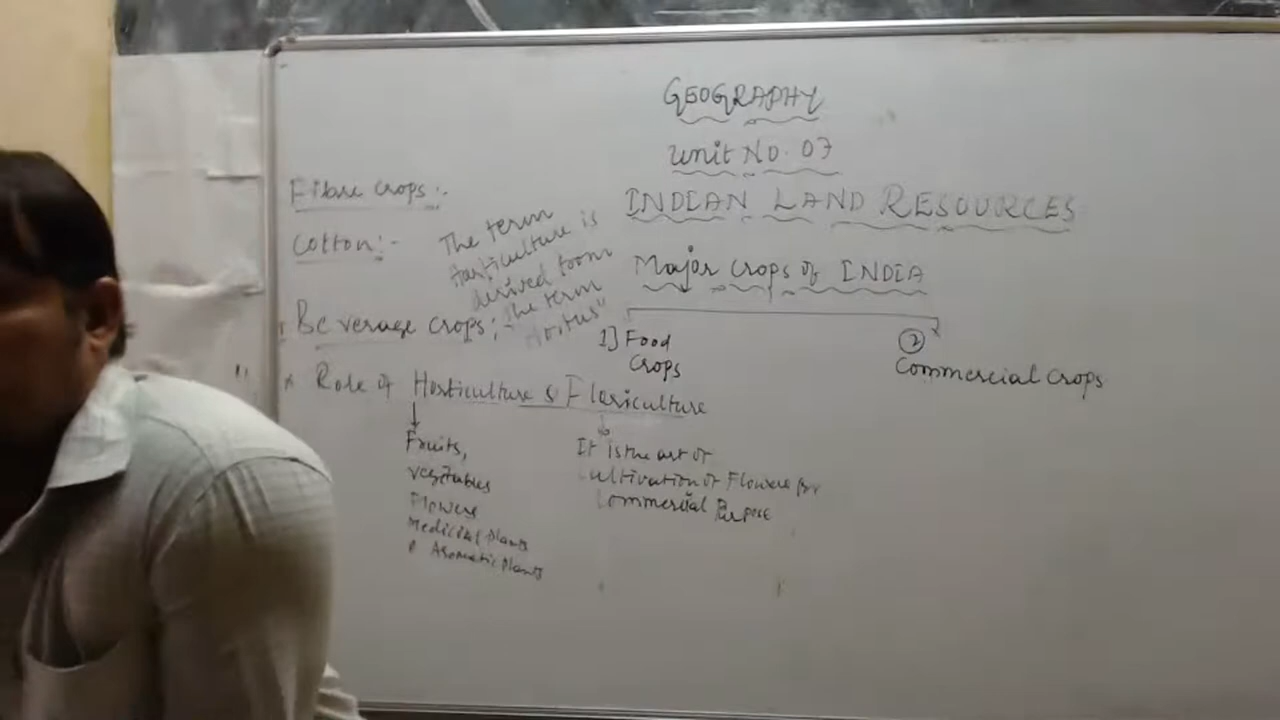 GEOGRAPHY
Unit No. 07
INDIAN LAND RESOURCES
Major crops of INDIA
1] Food
crops
②
Commercial crops
Fibre crops:-
Cotton:-
The term
Horticulture is
derived from
the term
Beverage crops:-
* Role of Horticulture & Floriculture
Fruits,
vegitables
Flowers
Medicinal plants
& Aromatic plants
It is the art of
cultivation of Flowers for
Commercial Purpose